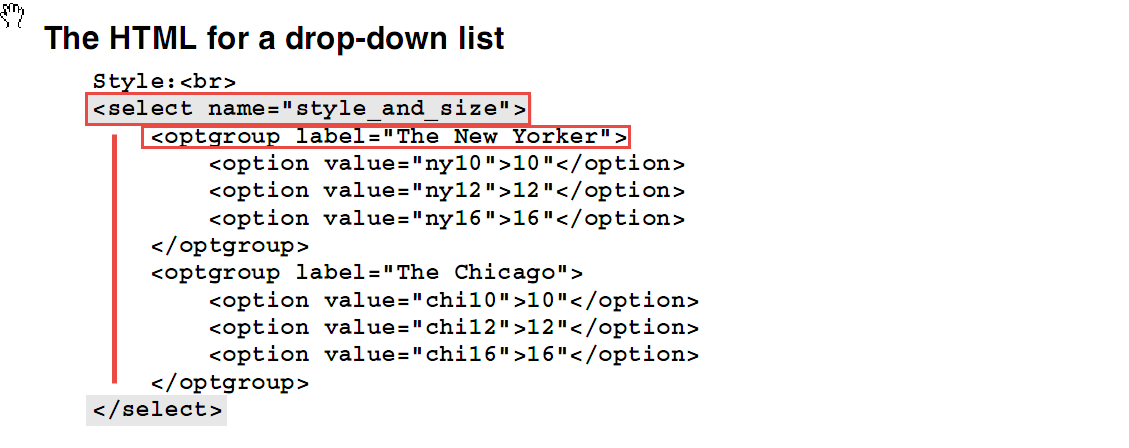 The HTML for a drop-down list
Style:<br>
<select name="style_and_size">
<optgroup label="The New Yorker">
<option value="ny10">10"</option>
<option value="ny12">12"</option>
<option value="ny16">16"</option>
</optgroup>
<optgroup label="The Chicago">
<option value="chi10">10"</option>
<option value="chi12">12"</option>
<option value="chi16">16"</option>
</optgroup>
</select>